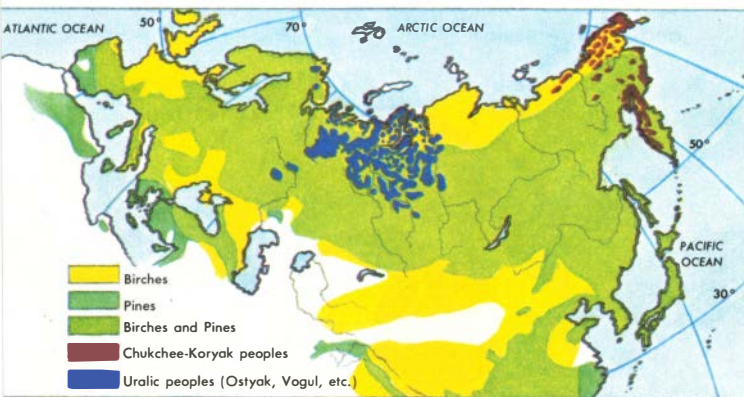 50°
70°
ATLANTIC OCEAN
ARCTIC OCEAN
50°
PACIFIC
OCEAN
30°
Birches
Pines
Birches and Pines
Chukchee-Koryak peoples
Uralic peoples (Ostyak, Vogul, etc.)